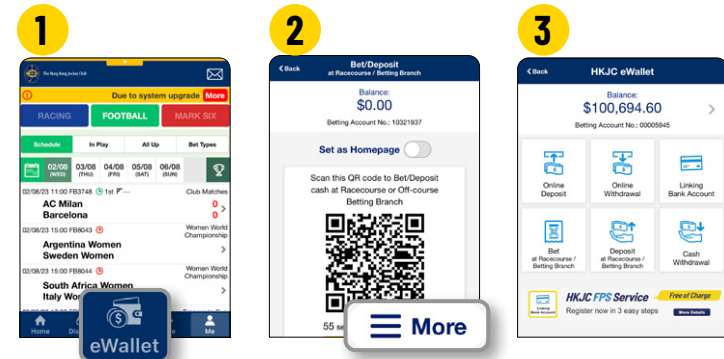 1
The Hong Kong Jockey Club
Due to system upgrade More
RACING FOOTBALL MARK SIX
Schedule In Play All Up Bet Types
02/08 (WED) 03/08 (THU) 04/08 (FRI) 05/08 (SAT) 06/08 (SUN)
02/08/23 11:00 FB3748 1st Club Matches
AC Milan 0
Barcelona 0
02/08/23 15:00 FB8043 Women World Championship
Argentina Women
Sweden Women
02/08/23 15:00 FB8044 Women World Championship
South Africa Women
Italy Wo
Home Me
eWallet
2
Back Bet/Deposit
at Racecourse / Betting Branch
Balance:
$0.00
Betting Account No.: 10321937
Set as Homepage
Scan this QR code to Bet/Deposit
cash at Racecourse or Off-course
Betting Branch
55 se
More
3
Back HKJC eWallet
Balance:
$100,694.60
Betting Account No.: 00005945
Online Deposit
Online Withdrawal
Linking Bank Account
Bet at Racecourse / Betting Branch
Deposit at Racecourse / Betting Branch
Cash Withdrawal
Linking Bank Account
HKJC FPS Service Free of Charge
Register now in 3 easy steps More Details